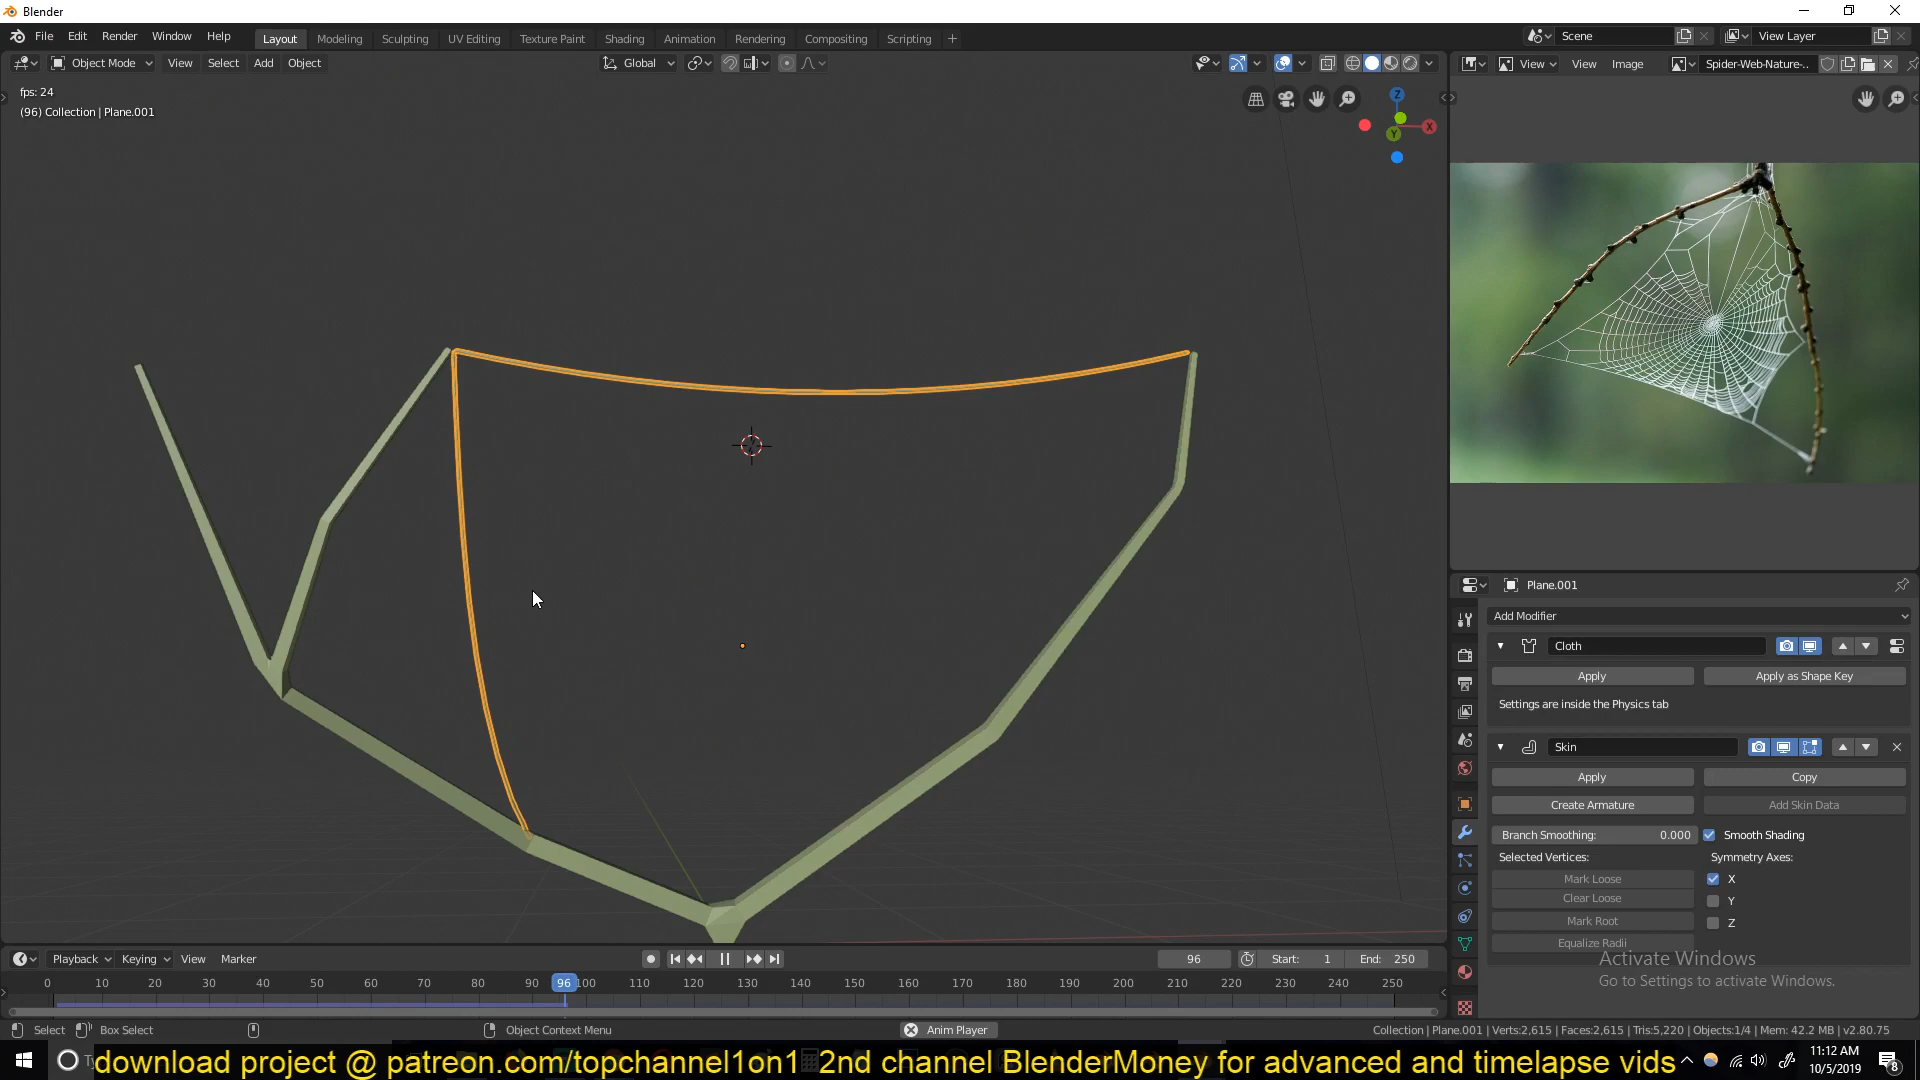 Blender
File Edit Render Window Help
Layout Modeling Sculpting UV Editing Texture Paint Shading Animation Rendering Compositing Scripting +
Scene View Layer
Object Mode View Select Add Object
Global
View View Image Spider-Web-Nature-..
fps: 24
(96) Collection | Plane.001
Z
X
Y
Plane.001
Add Modifier
Cloth
Apply Apply as Shape Key
Settings are inside the Physics tab
Skin
Apply Copy
Create Armature Add Skin Data
Branch Smoothing: 0.000 Smooth Shading
Selected Vertices: Symmetry Axes:
Mark Loose X
Clear Loose Y
Mark Root Z
Equalize Radii
Activate Windows
Go to Settings to activate Windows.
Playback Keying View Marker 96 Start: 1 End: 250
0 10 20 30 40 50 60 70 80 90 96 100 110 120 130 140 150 160 170 180 190 200 210 220 230 240 250
Select Box Select Object Context Menu Anim Player Collection | Plane.001 | Verts:2,615 | Faces:2,615 | Tris:5,220 | Objects:1/4 | Mem: 42.2 MB | v2.80.75
download project @ patreon.com/topchannel1on1 2nd channel BlenderMoney for advanced and timelapse vids
11:12 AM
10/5/2019
8